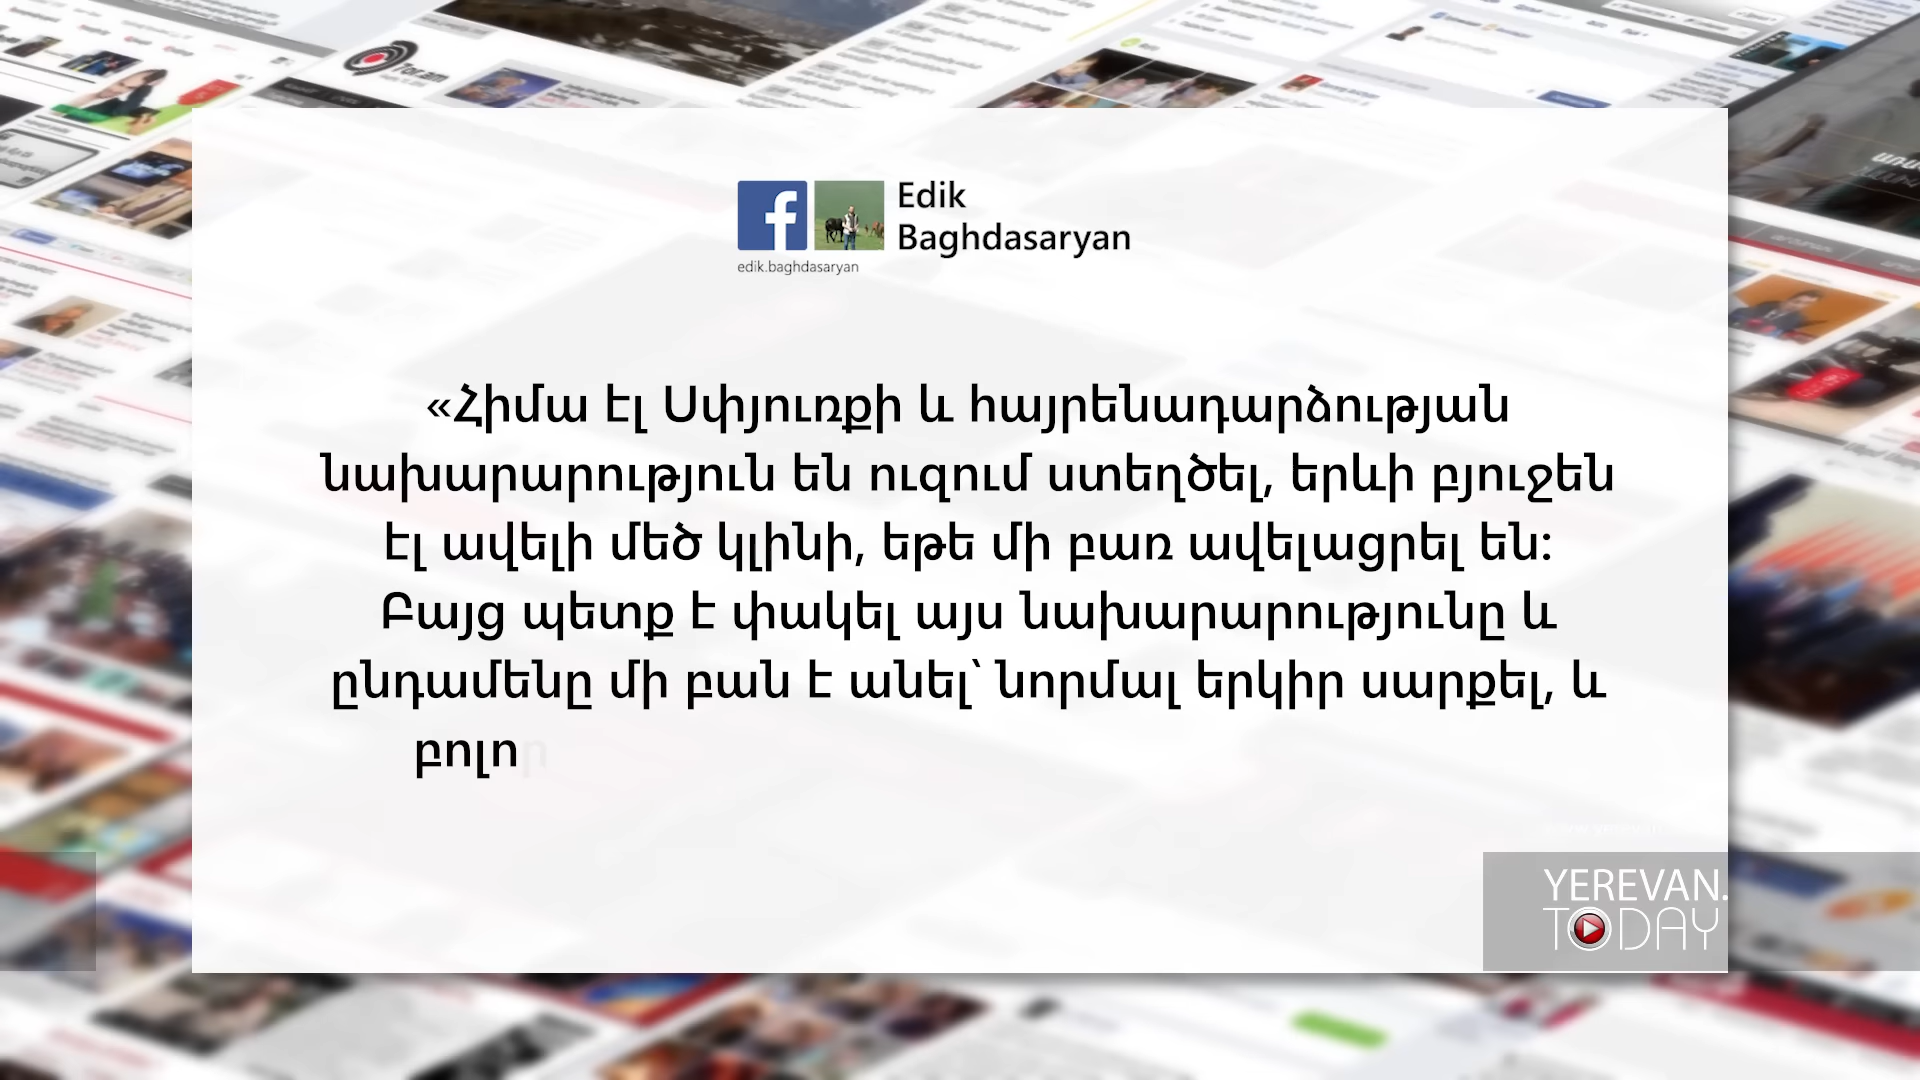 Edik
Baghdasaryan
edik.baghdasaryan
«Հիմա էլ Սփյուռքի և հայրենադարձության
նախարարություն են ուզում ստեղծել, երևի բյուջեն
էլ ավելի մեծ կլինի, եթե մի բառ ավելացրել են։
Բայց պետք է փակել այս նախարարությունը և
ընդամենը մի բան է անել՝ նորմալ երկիր սարքել, և
բոլոր
YEREVAN.
TODAY